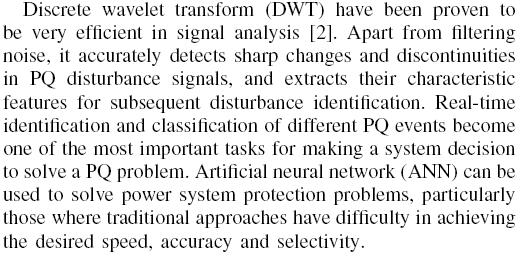 Discrete wavelet transform (DWT) have been proven to
be very efficient in signal analysis [2]. Apart from filtering
noise, it accurately detects sharp changes and discontinuities
in PQ disturbance signals, and extracts their characteristic
features for subsequent disturbance identification. Real-time
identification and classification of different PQ events become
one of the most important tasks for making a system decision
to solve a PQ problem. Artificial neural network (ANN) can be
used to solve power system protection problems, particularly
those where traditional approaches have difficulty in achieving
the desired speed, accuracy and selectivity.